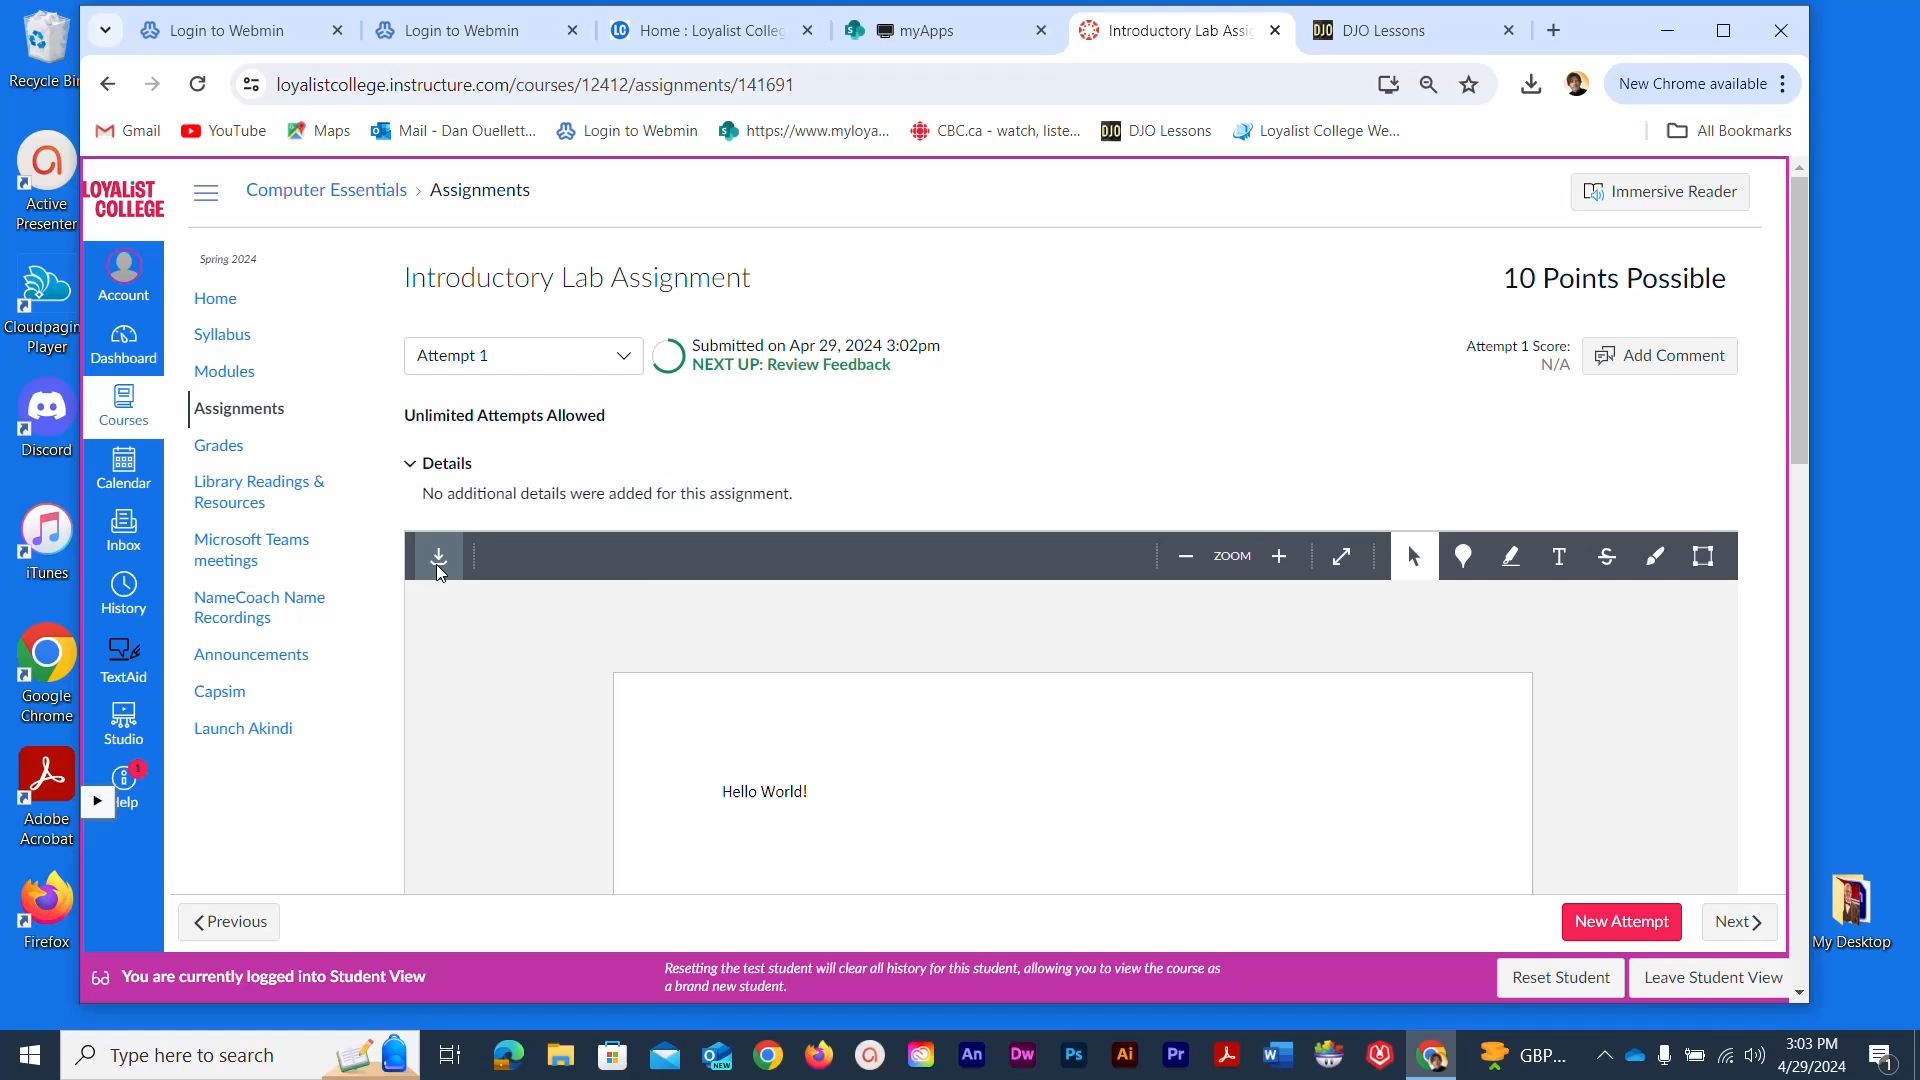 Recycle Bin
Active Presenter
Cloudpaging Player
Discord
iTunes
Google Chrome
Adobe Acrobat
Firefox
My Desktop
Login to Webmin
Login to Webmin
Home : Loyalist Colleg
myApps
Introductory Lab Assig
DJO Lessons
loyalistcollege.instructure.com/courses/12412/assignments/141691
New Chrome available
Gmail
YouTube
Maps
Mail - Dan Ouellett...
Login to Webmin
https://www.myloya...
CBC.ca - watch, liste...
DJO
DJO Lessons
Loyalist College We...
All Bookmarks
LOYALIST COLLEGE
Computer Essentials › Assignments
Immersive Reader
Account
Dashboard
Courses
Calendar
Inbox
History
TextAid
Studio
1
Help
Spring 2024
Home
Syllabus
Modules
Assignments
Grades
Library Readings & Resources
Microsoft Teams meetings
NameCoach Name Recordings
Announcements
Capsim
Launch Akindi
Introductory Lab Assignment
10 Points Possible
Attempt 1
Submitted on Apr 29, 2024 3:02pm
NEXT UP: Review Feedback
Attempt 1 Score:
N/A
Add Comment
Unlimited Attempts Allowed
Details
No additional details were added for this assignment.
ZOOM
Hello World!
Previous
New Attempt
Next
You are currently logged into Student View
Resetting the test student will clear all history for this student, allowing you to view the course as
a brand new student.
Reset Student
Leave Student View
Type here to search
NEW
An
Dw
Ps
Ai
Pr
GBP...
3:03 PM
4/29/2024
1